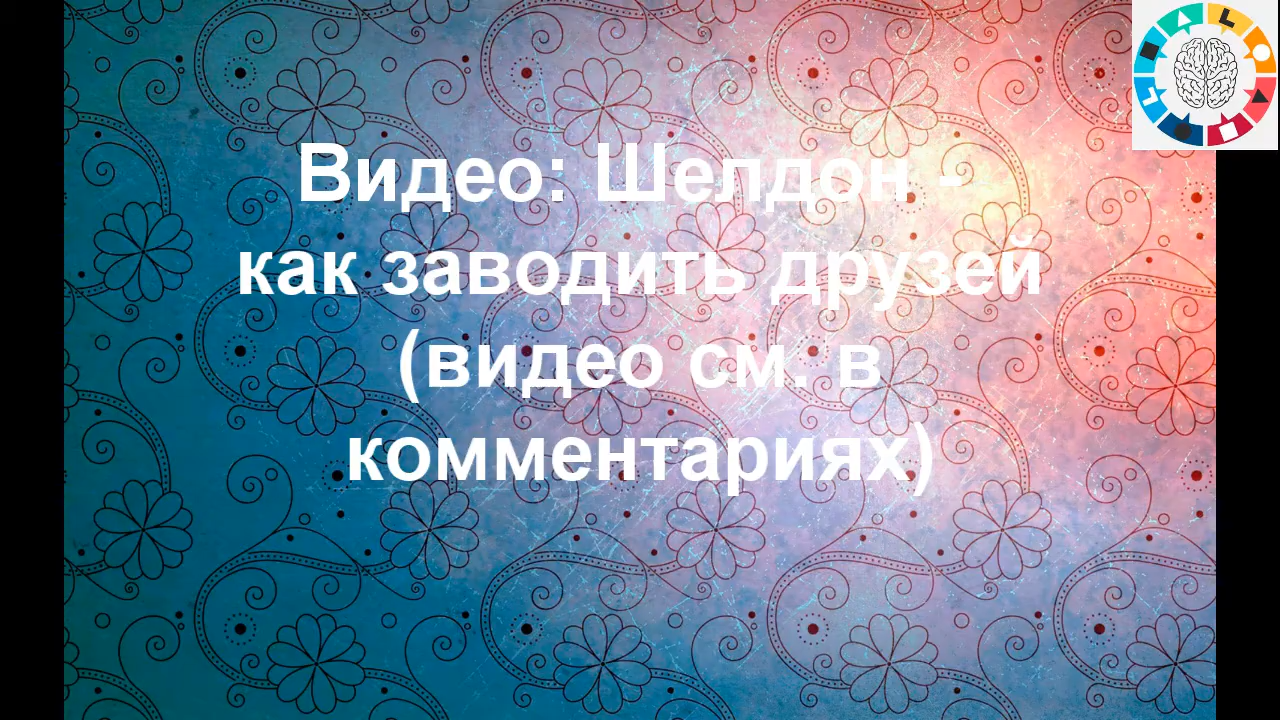 Видео: Шелдон -
как заводить друзей
(видео см. в
комментариях)